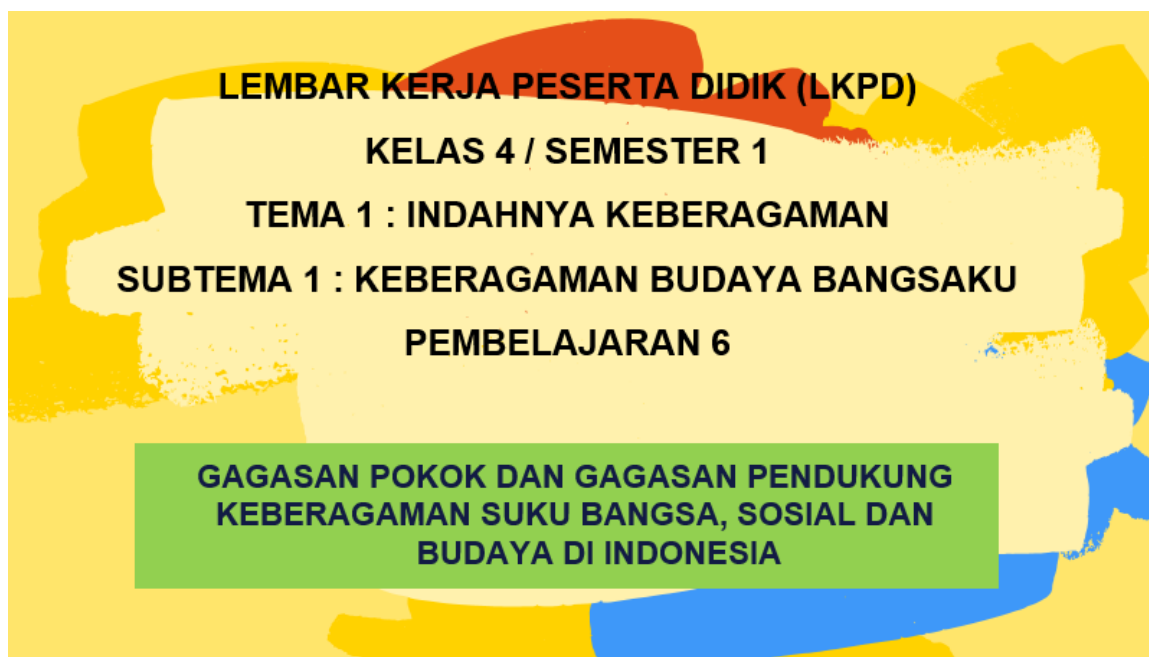 LEMBAR KERJA PESERTA DIDIK (LKPD)
KELAS 4 / SEMESTER 1
TEMA 1 : INDAHNYA KEBERAGAMAN
SUBTEMA 1 : KEBERAGAMAN BUDAYA BANGSAKU
PEMBELAJARAN 6
GAGASAN POKOK DAN GAGASAN PENDUKUNG
KEBERAGAMAN SUKU BANGSA, SOSIAL DAN
BUDAYA DI INDONESIA